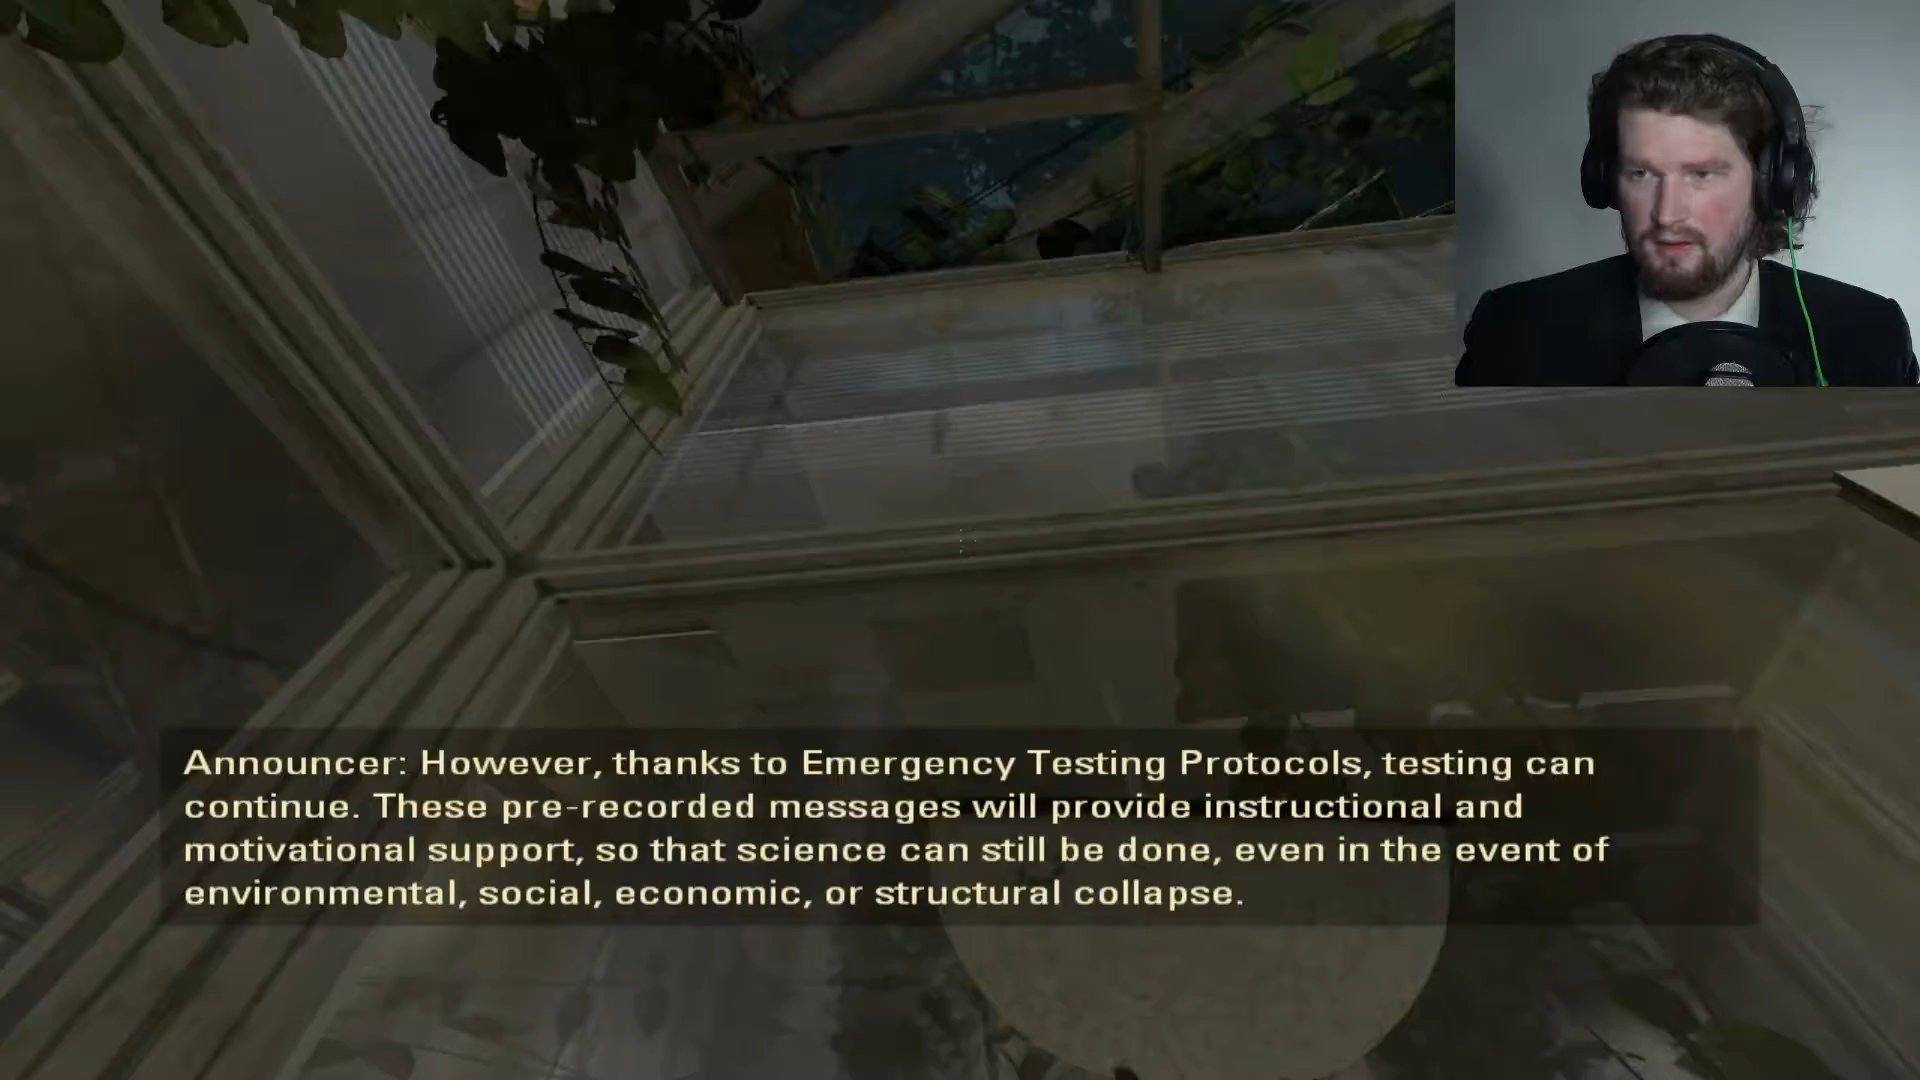 Announcer: However, thanks to Emergency Testing Protocols, testing can
continue. These pre-recorded messages will provide instructional and
motivational support, so that science can still be done, even in the event of
environmental, social, economic, or structural collapse.